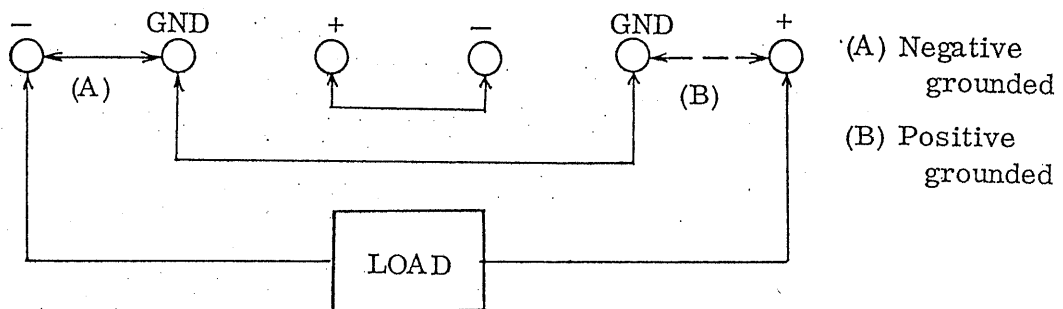 − GND + − GND +
(A) (B)
(A) Negative
grounded
(B) Positive
grounded
LOAD